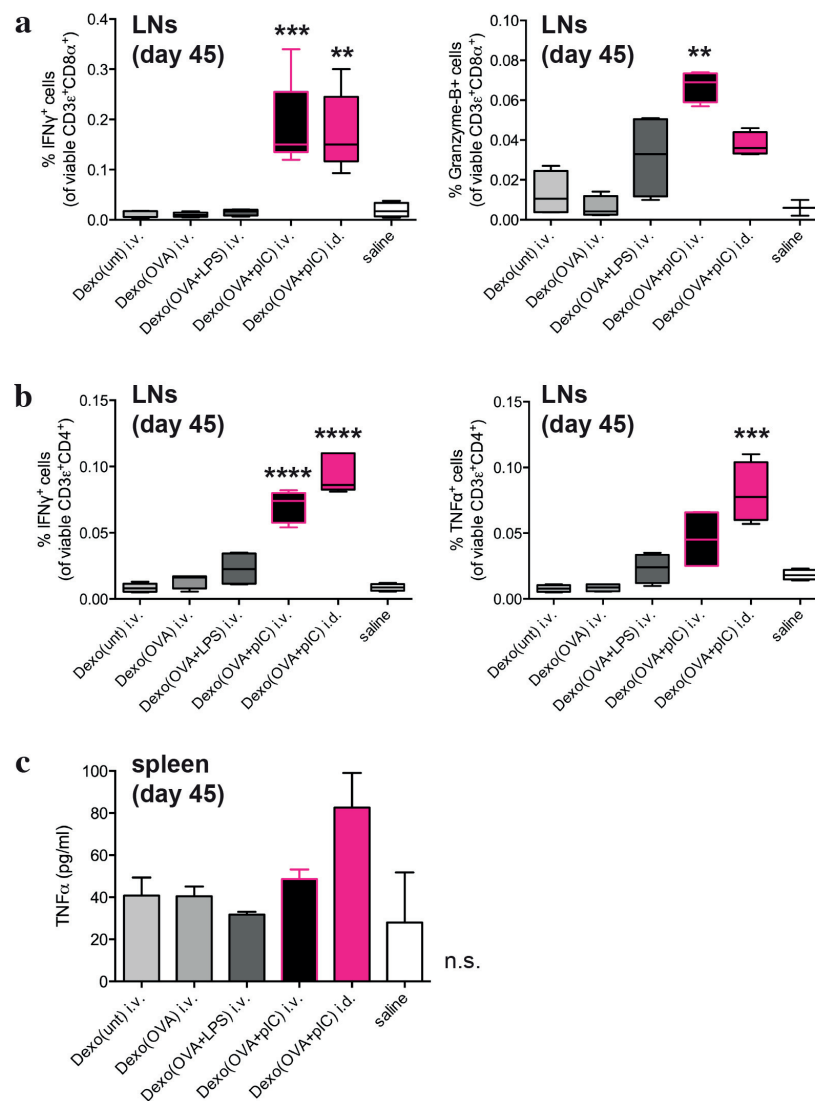 a
LNs
(day 45)
% IFNγ⁺ cells
(of viable CD3ε⁺CD8α⁺)
0.4
0.3
0.2
0.1
0.0
***
**
Dexo(unt) i.v.
Dexo(OVA) i.v.
Dexo(OVA+LPS) i.v.
Dexo(OVA+pIC) i.v.
Dexo(OVA+pIC) i.d.
saline
LNs
(day 45)
% Granzyme-B+ cells
(of viable CD3ε⁺CD8α⁺)
0.10
0.08
0.06
0.04
0.02
0.00
**
Dexo(unt) i.v.
Dexo(OVA) i.v.
Dexo(OVA+LPS) i.v.
Dexo(OVA+pIC) i.v.
Dexo(OVA+pIC) i.d.
saline
b
LNs
(day 45)
% IFNγ⁺ cells
(of viable CD3ε⁺CD4⁺)
0.15
0.10
0.05
0.00
****
****
Dexo(unt) i.v.
Dexo(OVA) i.v.
Dexo(OVA+LPS) i.v.
Dexo(OVA+pIC) i.v.
Dexo(OVA+pIC) i.d.
saline
LNs
(day 45)
% TNFα⁺ cells
(of viable CD3ε⁺CD4⁺)
0.15
0.10
0.05
0.00
***
Dexo(unt) i.v.
Dexo(OVA) i.v.
Dexo(OVA+LPS) i.v.
Dexo(OVA+pIC) i.v.
Dexo(OVA+pIC) i.d.
saline
c
spleen
(day 45)
TNFα (pg/ml)
100
80
60
40
20
0
n.s.
Dexo(unt) i.v.
Dexo(OVA) i.v.
Dexo(OVA+LPS) i.v.
Dexo(OVA+pIC) i.v.
Dexo(OVA+pIC) i.d.
saline